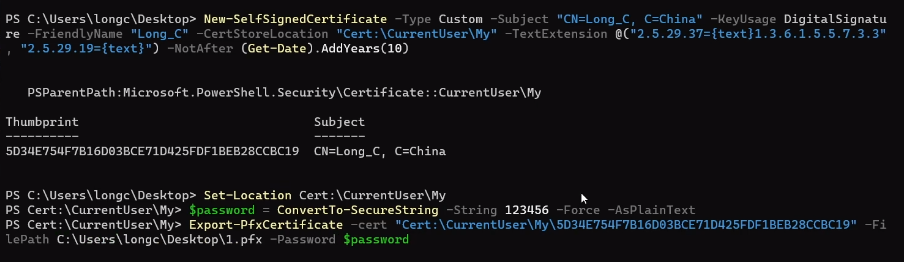 PS C:\Users\longc\Desktop> New-SelfSignedCertificate -Type Custom -Subject "CN=Long_C, C=China" -KeyUsage DigitalSignatu
re -FriendlyName "Long_C" -CertStoreLocation "Cert:\CurrentUser\My" -TextExtension @("2.5.29.37={text}1.3.6.1.5.5.7.3.3"
, "2.5.29.19={text}") -NotAfter (Get-Date).AddYears(10)
PSParentPath:Microsoft.PowerShell.Security\Certificate::CurrentUser\My
Thumbprint Subject
---------- -------
5D34E754F7B16D03BCE71D425FDF1BEB28CCBC19 CN=Long_C, C=China
PS C:\Users\longc\Desktop> Set-Location Cert:\CurrentUser\My
PS Cert:\CurrentUser\My> $password = ConvertTo-SecureString -String 123456 -Force -AsPlainText
PS Cert:\CurrentUser\My> Export-PfxCertificate -cert "Cert:\CurrentUser\My\5D34E754F7B16D03BCE71D425FDF1BEB28CCBC19" -Fi
lePath C:\Users\longc\Desktop\1.pfx -Password $password